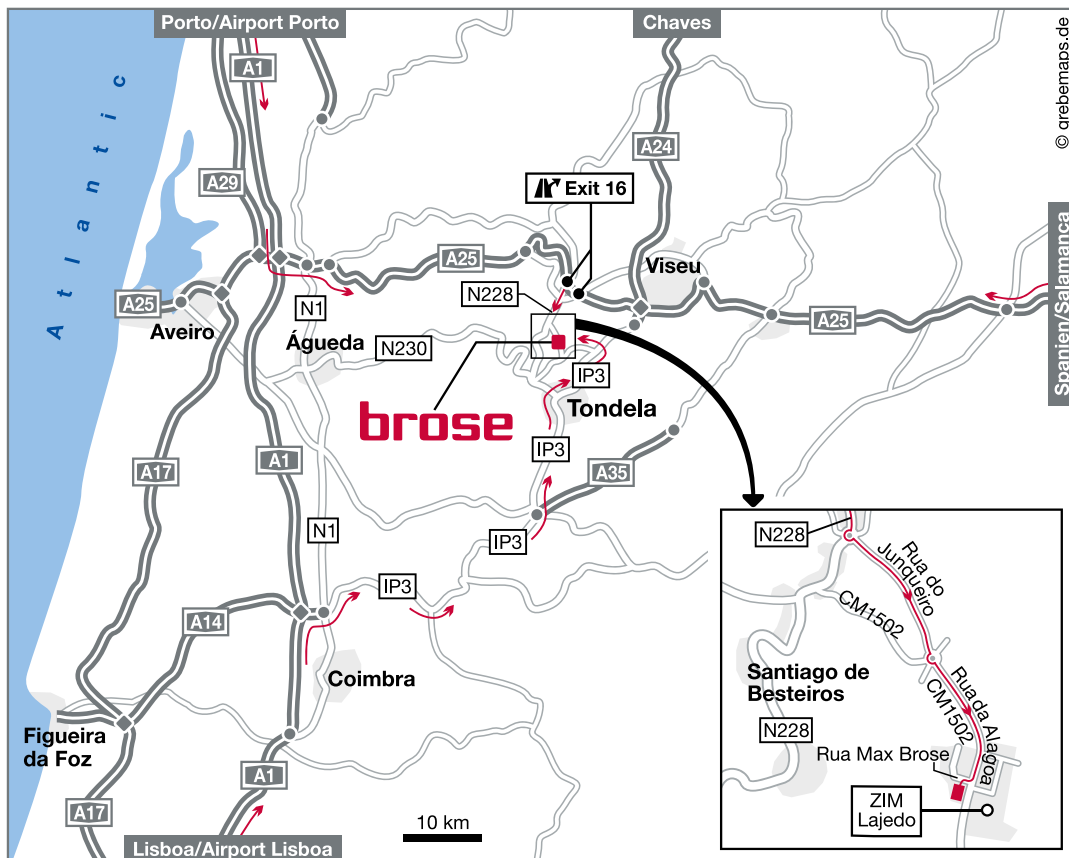 Porto/Airport Porto
Chaves
© grebemaps.de
A1
Atlantic
A24
A29
Exit 16
A25
Viseu
Spanien/Salamanca
N228
A25
N1
Aveiro
A25
Águeda
N230
IP3
Tondela
brose
IP3
A17
A1
A35
N1
IP3
IP3
A14
Coimbra
Figueira
da Foz
A1
A17
10 km
Lisboa/Airport Lisboa
N228
Rua do
Junqueiro
CM1502
Santiago de
Besteiros
Rua da Alagoa
CM1502
N228
Rua Max Brose
ZIM
Lajedo